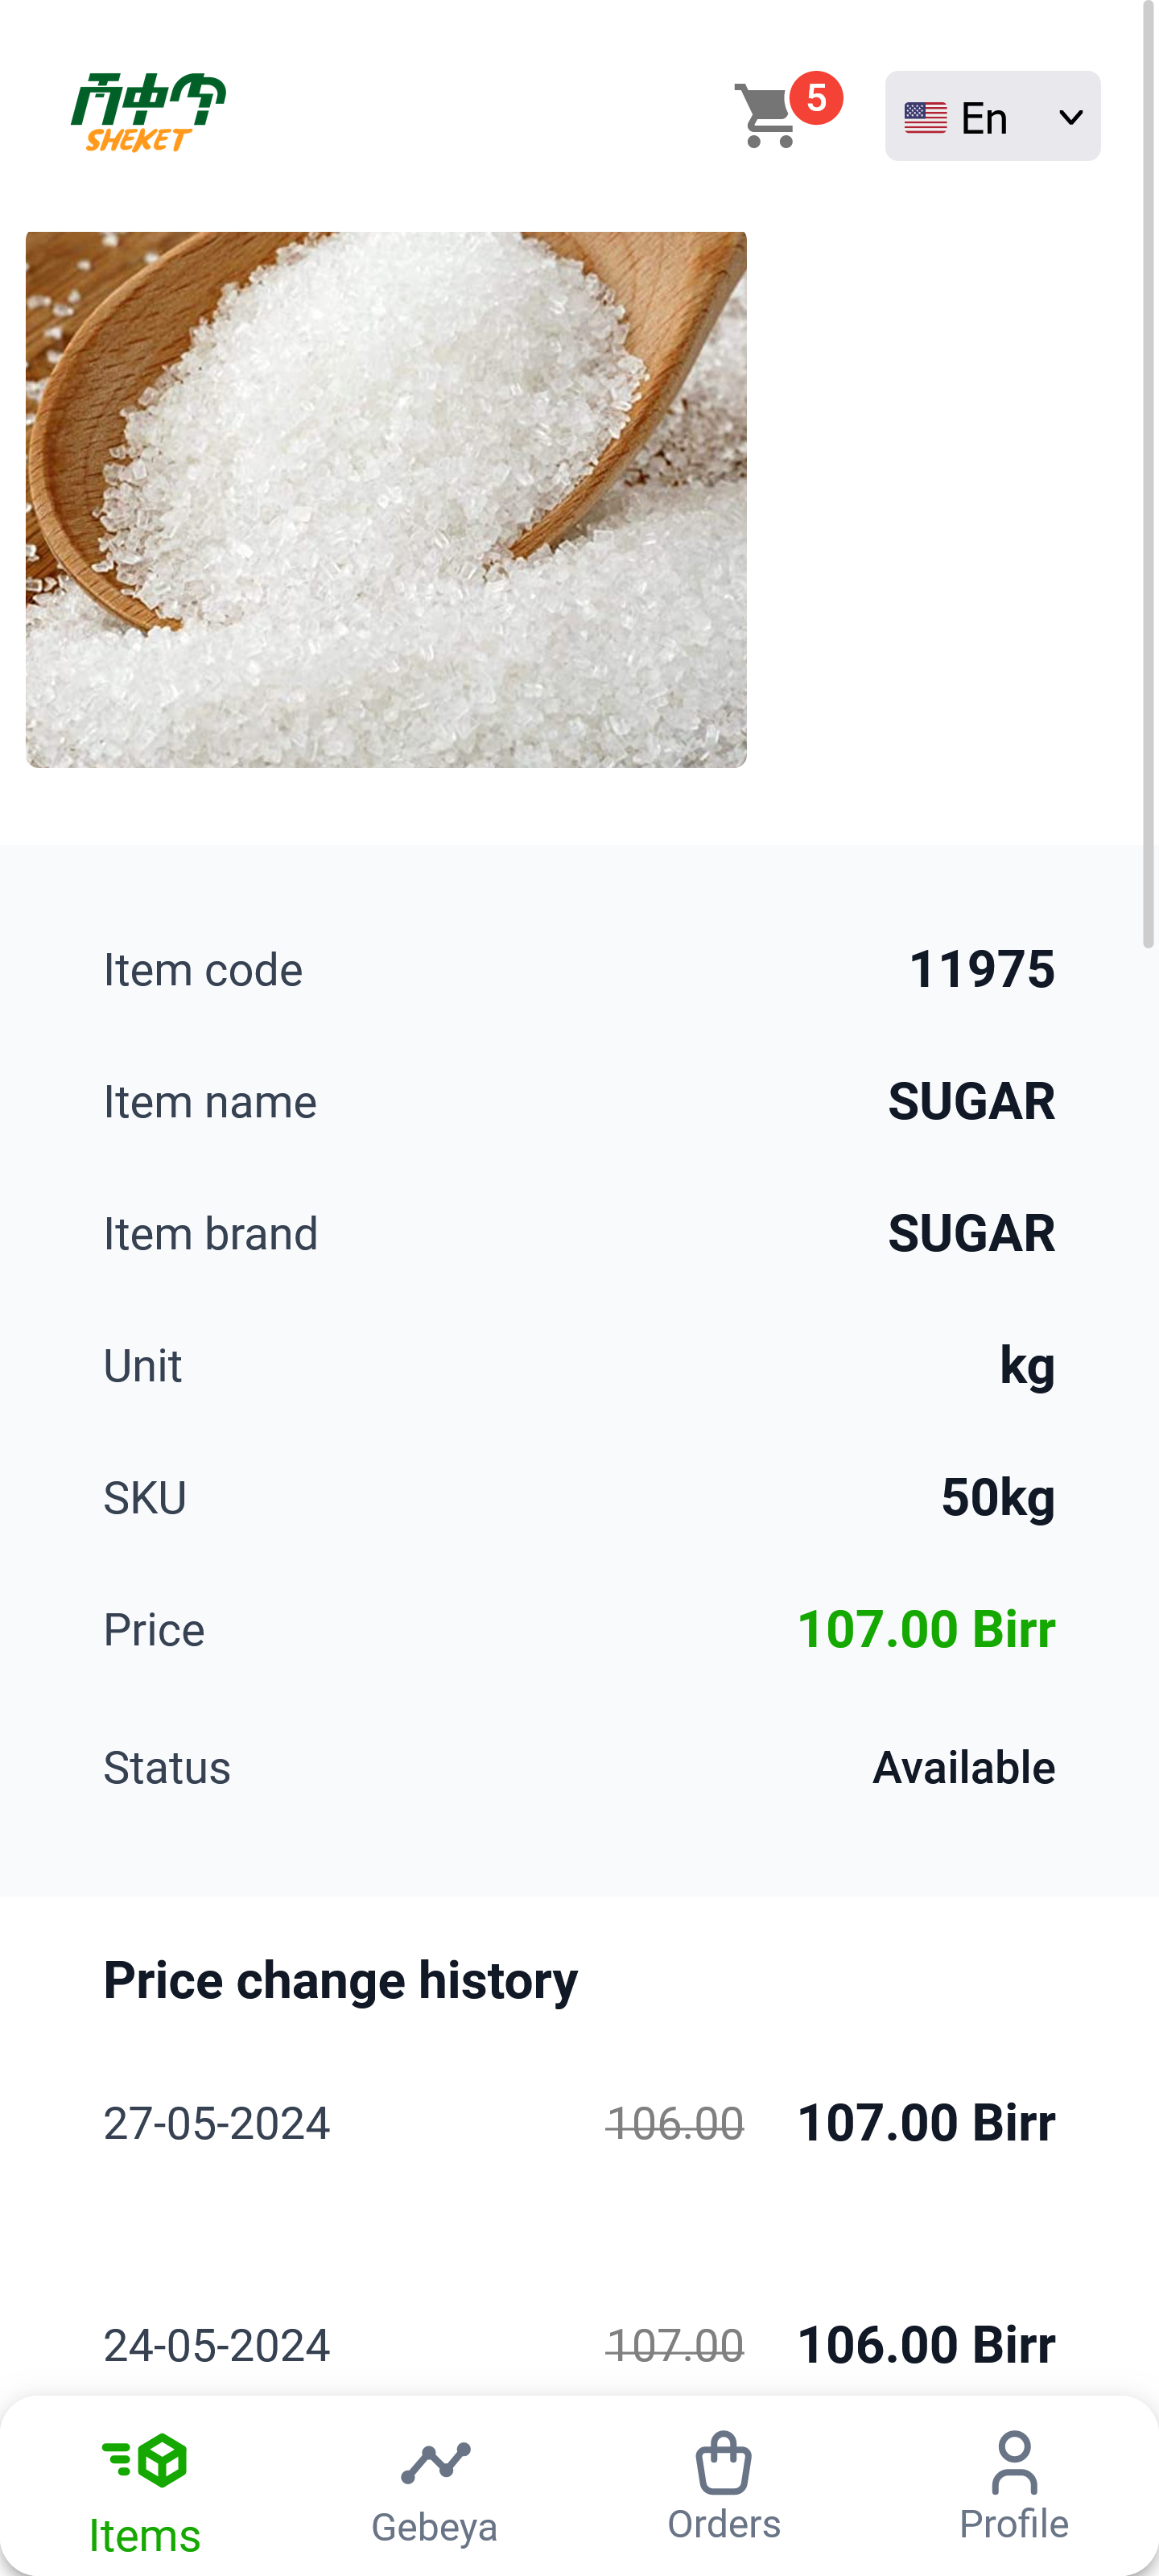 ሸቀጥ
SHEKET
5
En
Item code 11975
Item name SUGAR
Item brand SUGAR
Unit kg
SKU 50kg
Price 107.00 Birr
Status Available
Price change history
27-05-2024 106.00 107.00 Birr
24-05-2024 107.00 106.00 Birr
Items Gebeya Orders Profile